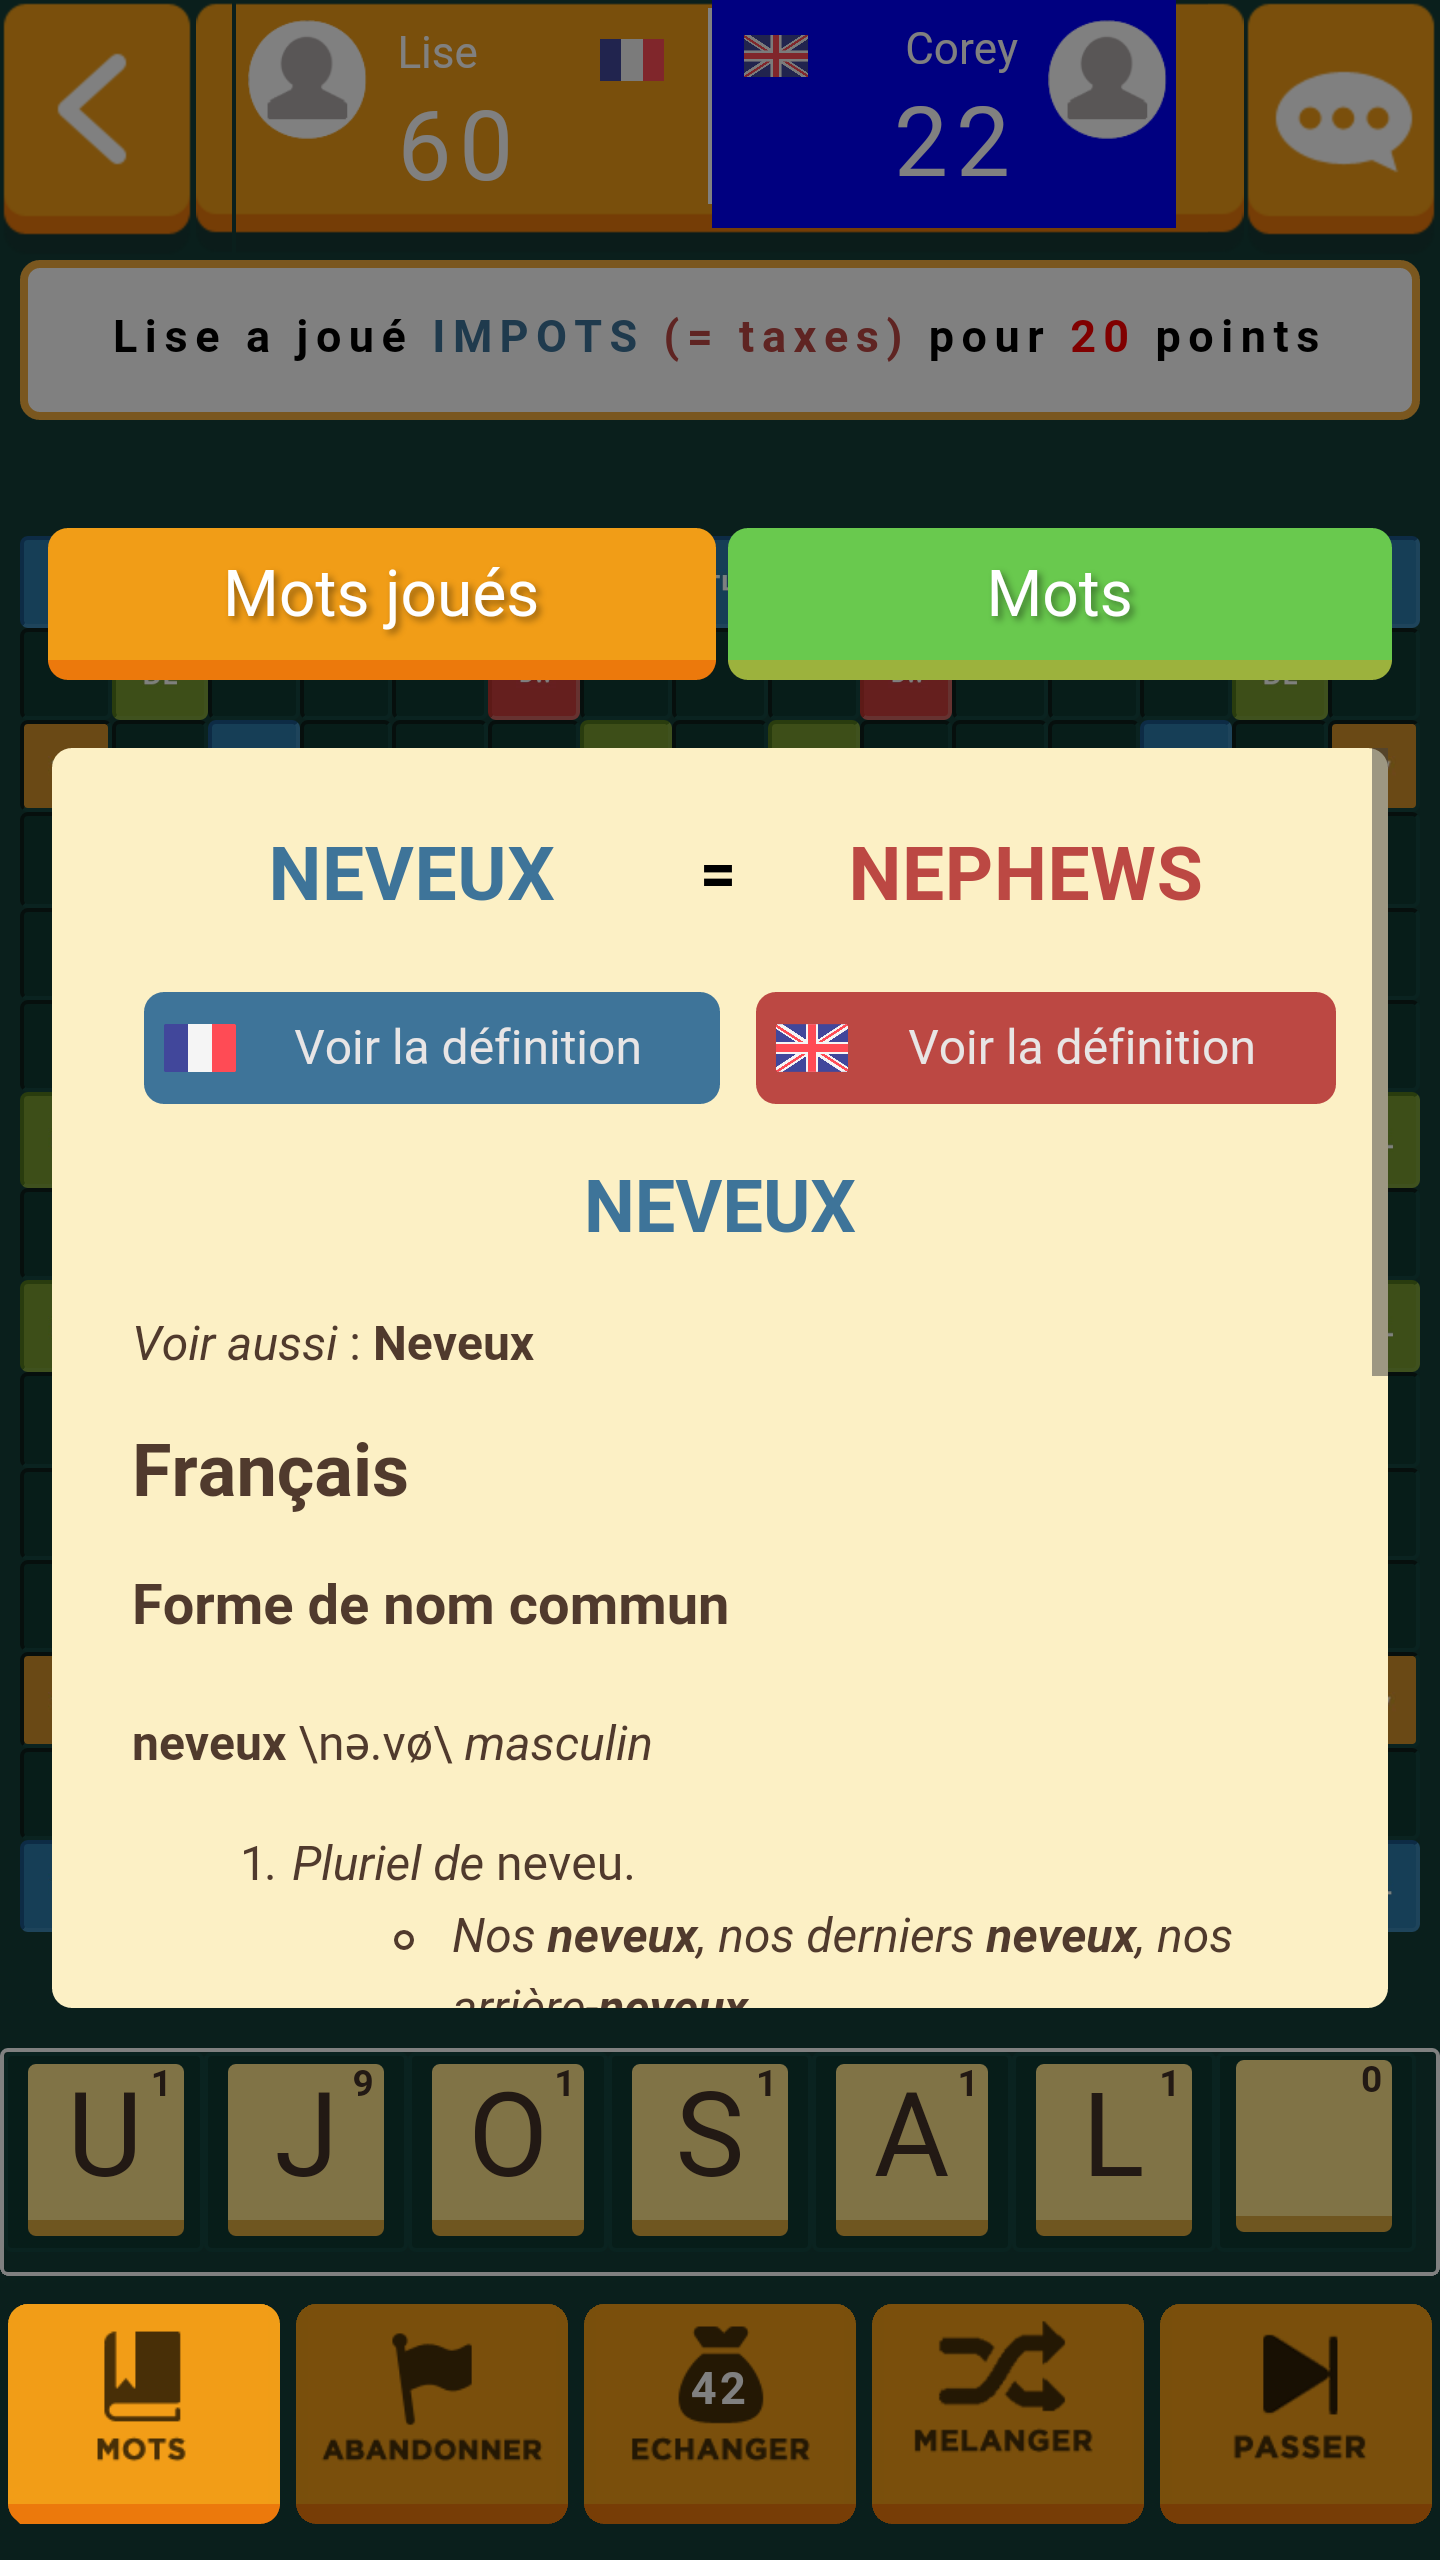 Lise
60
Corey
22
Lise a joué IMPOTS (= taxes) pour 20 points
Mots joués
Mots
NEVEUX = NEPHEWS
Voir la définition
Voir la définition
NEVEUX
Voir aussi : Neveux
Français
Forme de nom commun
neveux \nə.vø\ masculin
1. Pluriel de neveu.
Nos neveux, nos derniers neveux, nos
arrière-neveux
U 1
J 9
O 1
S 1
A 1
L 1
0
MOTS
ABANDONNER
42
ECHANGER
MELANGER
PASSER